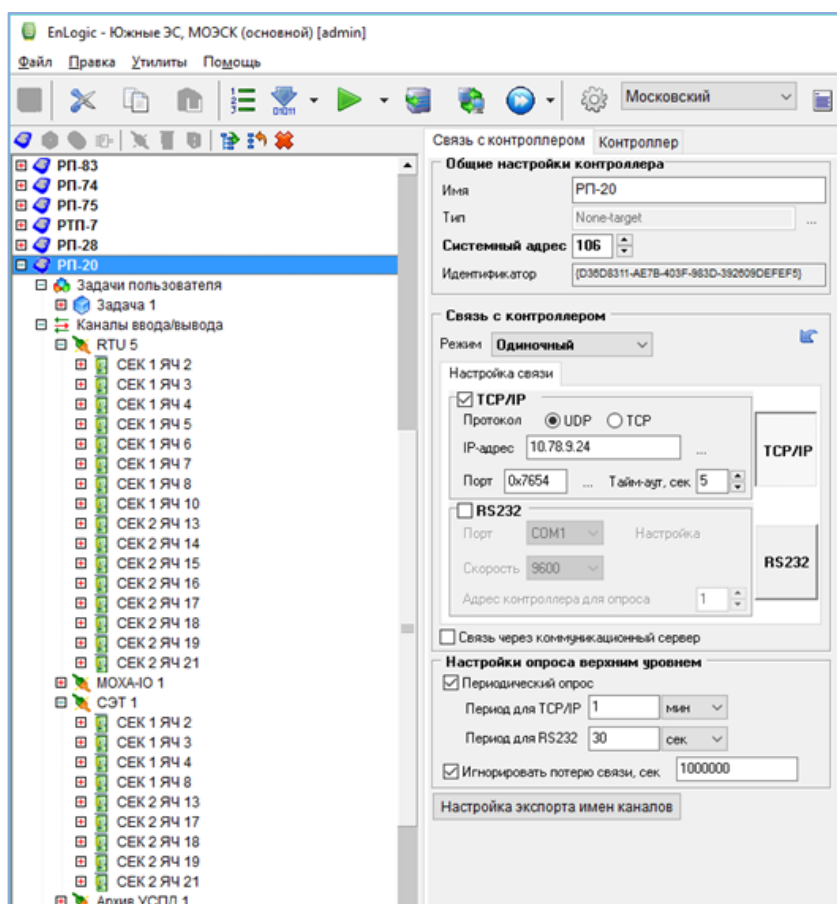 EnLogic - Южные ЭС, МОЭСК (основной) [admin]
Файл Правка Утилиты Помощь
Московский
РП-83
РП-74
РП-75
РТП-7
РП-28
РП-20
Задачи пользователя
Задача 1
Каналы ввода/вывода
RTU 5
СЕК 1 ЯЧ 2
СЕК 1 ЯЧ 3
СЕК 1 ЯЧ 4
СЕК 1 ЯЧ 5
СЕК 1 ЯЧ 6
СЕК 1 ЯЧ 7
СЕК 1 ЯЧ 8
СЕК 1 ЯЧ 10
СЕК 2 ЯЧ 13
СЕК 2 ЯЧ 14
СЕК 2 ЯЧ 15
СЕК 2 ЯЧ 16
СЕК 2 ЯЧ 17
СЕК 2 ЯЧ 18
СЕК 2 ЯЧ 19
СЕК 2 ЯЧ 21
MOXA-IO 1
СЭТ 1
СЕК 1 ЯЧ 2
СЕК 1 ЯЧ 3
СЕК 1 ЯЧ 4
СЕК 1 ЯЧ 8
СЕК 2 ЯЧ 13
СЕК 2 ЯЧ 17
СЕК 2 ЯЧ 18
СЕК 2 ЯЧ 19
СЕК 2 ЯЧ 21
Архив УСПД 1
Связь с контроллером Контроллер
Общие настройки контроллера
Имя РП-20
Тип None-target ...
Системный адрес 106
Идентификатор {D36D8311-AE7B-403F-983D-392609DEFEF5}
Связь с контроллером
Режим Одиночный
Настройка связи
TCP/IP
Протокол UDP TCP
IP-адрес 10.78.9.24 ...
Порт 0x7654 ... Тайм-аут, сек 5
TCP/IP
RS232
Порт COM1 Настройка
Скорость 9600
Адрес контроллера для опроса 1
RS232
Связь через коммуникационный сервер
Настройки опроса верхним уровнем
Периодический опрос
Период для TCP/IP 1 мин
Период для RS232 30 сек
Игнорировать потерю связи, сек 1000000
Настройка экспорта имен каналов